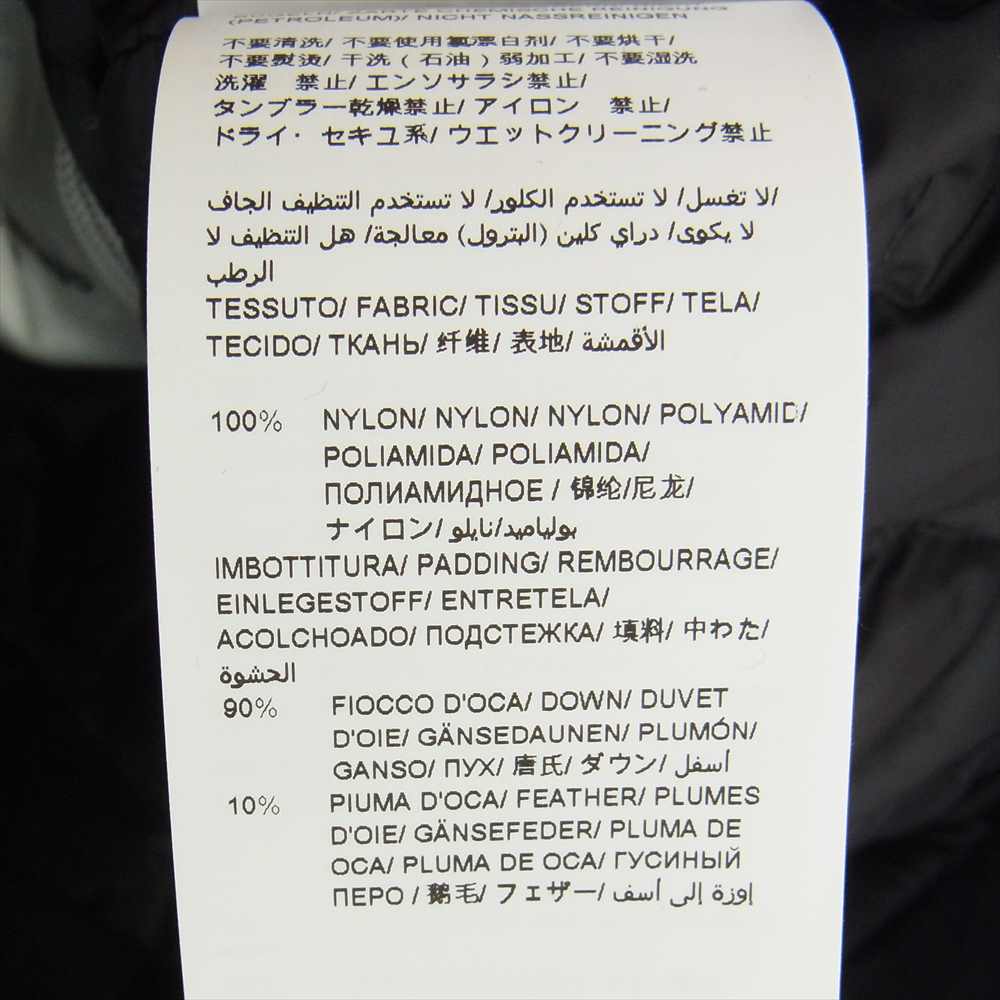 (PETROLEUM)/ NICHT NASSREINIGEN
不要清洗/ 不要使用氯漂白剂/ 不要烘干/
不要熨烫/ 干洗 ( 石油 ) 弱加工/ 不要湿洗
洗濯　禁止/ エンソサラシ禁止/
タンブラー乾燥禁止/ アイロン　禁止/
ドライ・ セキユ系/ ウエットクリーニング禁止
لا تغسل/ لا تستخدم الكلور/ لا تستخدم التنظيف الجاف/
لا يكوى/ دراي كلين (البترول) معالجة/ هل التنظيف لا
الرطب
TESSUTO/ FABRIC/ TISSU/ STOFF/ TELA/
TECIDO/ ТКАНЬ/ 纤维/ 表地/ الأقمشة
100% NYLON/ NYLON/ NYLON/ POLYAMID/
POLIAMIDA/ POLIAMIDA/
ПОЛИАМИДНОЕ / 锦纶/尼龙/
ナイロン/ بولياميد/نايلو
IMBOTTITURA/ PADDING/ REMBOURRAGE/
EINLEGESTOFF/ ENTRETELA/
ACOLCHOADO/ ПОДСТЕЖКА/ 填料/ 中わた/
الحشوة
90% FIOCCO D'OCA/ DOWN/ DUVET
D'OIE/ GÄNSEDAUNEN/ PLUMÓN/
GANSO/ ПУХ/ 唐氏/ ダウン/ أسفل
10% PIUMA D'OCA/ FEATHER/ PLUMES
D'OIE/ GÄNSEFEDER/ PLUMA DE
OCA/ PLUMA DE OCA/ ГУСИНЫЙ
ПЕРО / 鹅毛/ フェザー/ إوزة إلى أسف